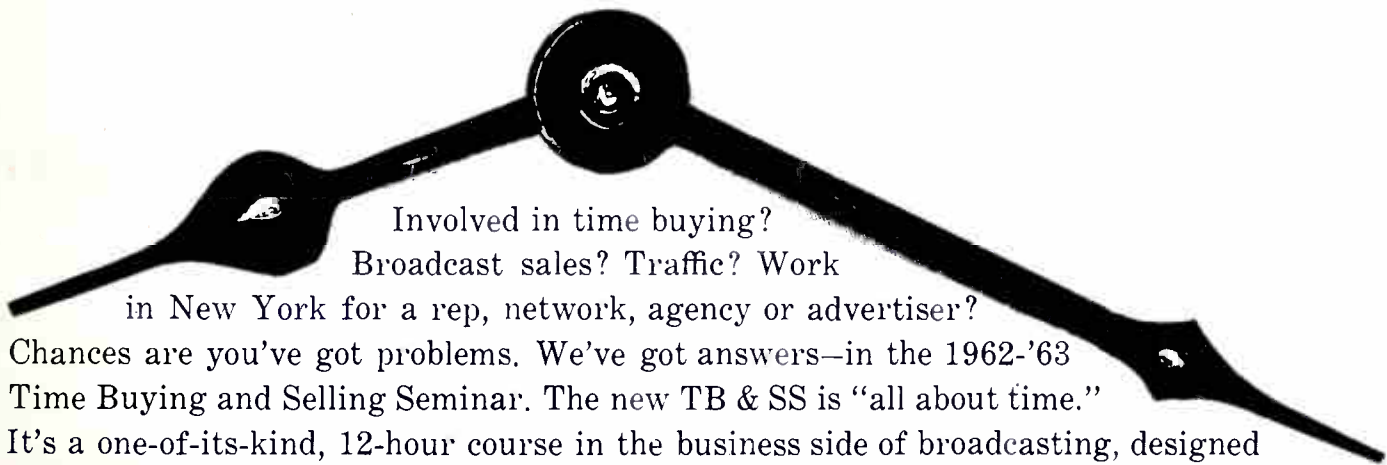 Involved in time buying?
Broadcast sales? Traffic? Work
in New York for a rep, network, agency or advertiser?
Chances are you've got problems. We've got answers—in the 1962-'63
Time Buying and Selling Seminar. The new TB & SS is “all about time.”
It's a one-of-its-kind, 12-hour course in the business side of broadcasting, designed